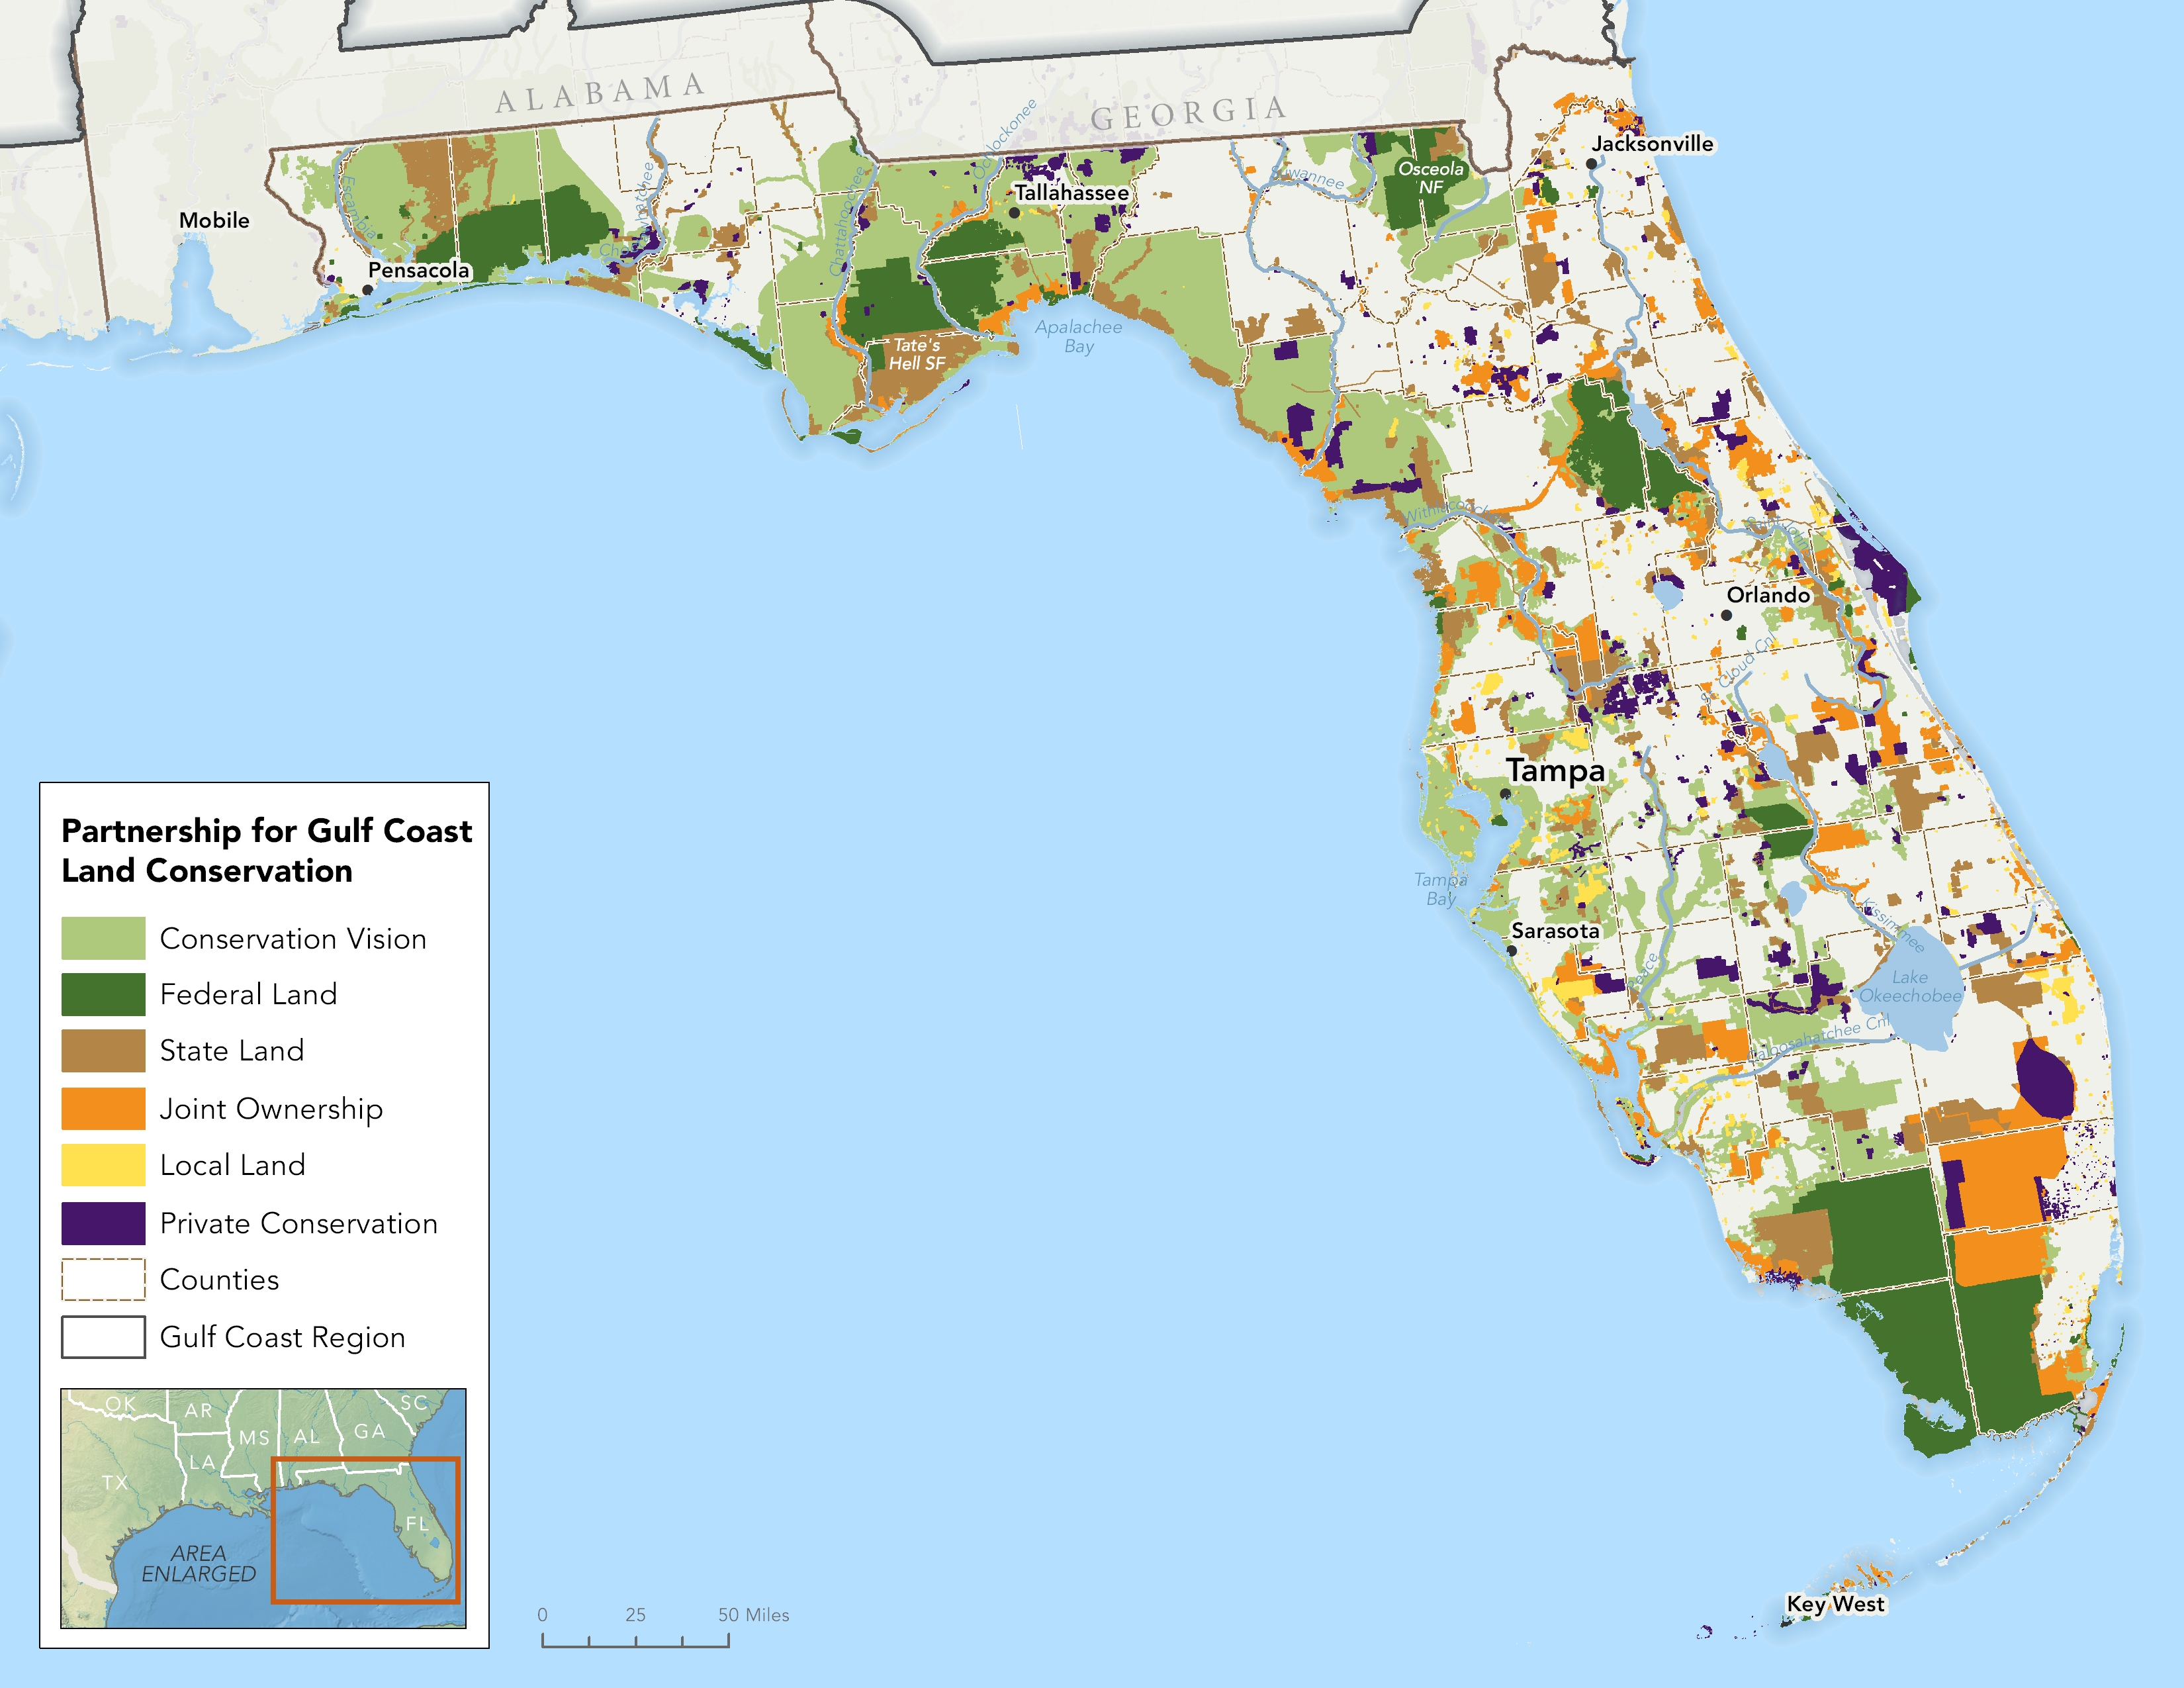 ALABAMA
GEORGIA
Ochlockonee
Jacksonville
Osceola
NF
Suwannee
Tallahassee
Mobile
Escambia
Chattahoochee
Pensacola
Apalachee
Bay
Tate's
Hell SF
Orlando
St. Cloud Cnl
Tampa
Tampa
Bay
Sarasota
Peace
Kissimmee
Lake
Okeechobee
Caloosahatchee Cnl
Key West
Partnership for Gulf Coast
Land Conservation
Conservation Vision
Federal Land
State Land
Joint Ownership
Local Land
Private Conservation
Counties
Gulf Coast Region
OK
AR
SC
MS
AL
GA
LA
TX
FL
AREA
ENLARGED
0 25 50 Miles